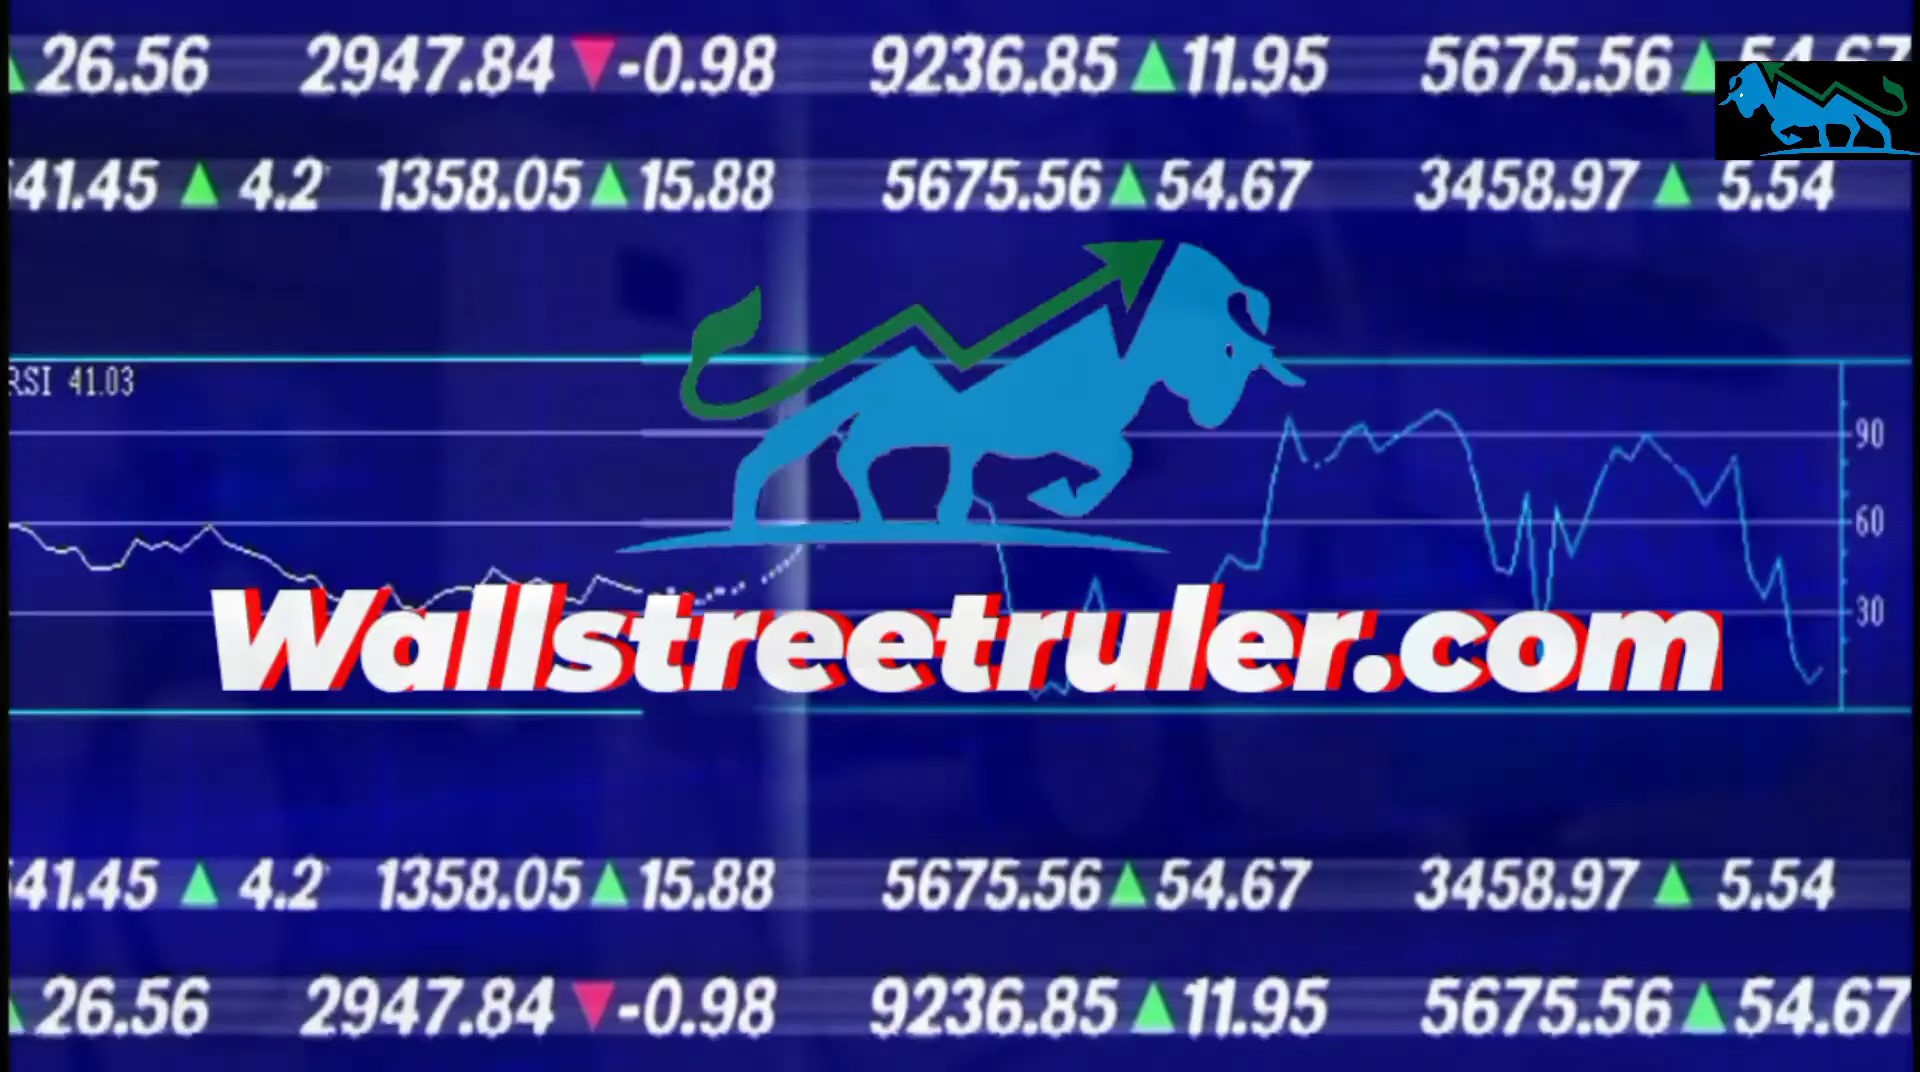 26.56 2947.84 ▼-0.98 9236.85 ▲11.95 5675.56▲54.67
41.45 ▲ 4.2 1358.05▲15.88 5675.56▲54.67 3458.97 ▲ 5.54
RSI 41.03
90
60
30
Wallstreetruler.com
41.45 ▲ 4.2 1358.05▲15.88 5675.56▲54.67 3458.97 ▲ 5.54
26.56 2947.84 ▼-0.98 9236.85 ▲11.95 5675.56▲54.67